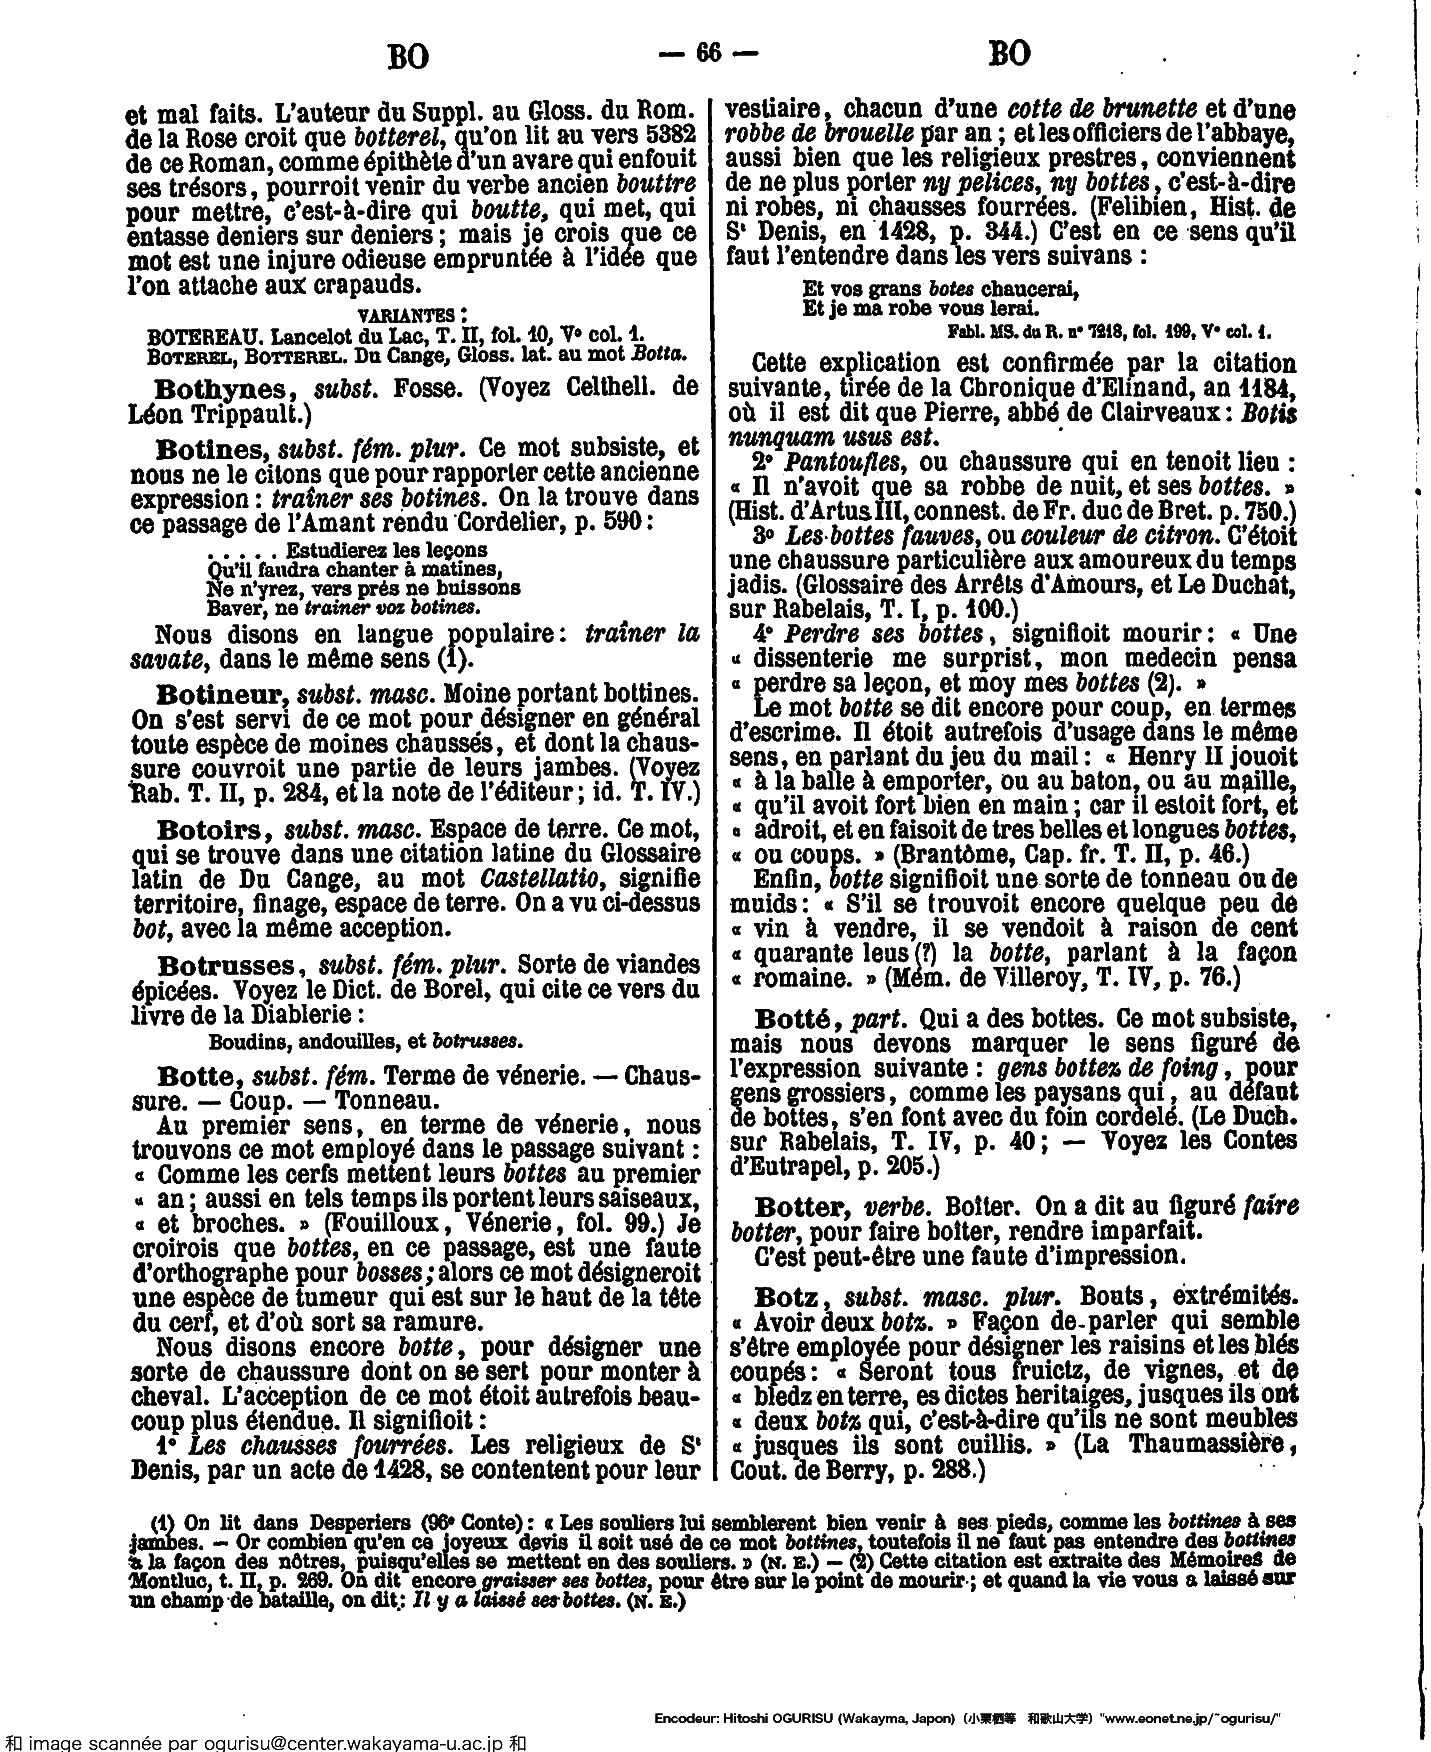 BO — 66 — BO
et mal faits. L'auteur du Suppl. au Gloss. du Rom.
de la Rose croit que botterel, qu'on lit au vers 5382
de ce Roman, comme épithète d'un avare qui enfouit
ses trésors, pourroit venir du verbe ancien bouttre
pour mettre, c'est-à-dire qui boutte, qui met, qui
entasse deniers sur deniers ; mais je crois que ce
mot est une injure odieuse empruntée à l'idée que
l'on attache aux crapauds.
VARIANTES :
BOTEREAU. Lancelot du Lac, T. II, fol. 10, V° col. 1.
BOTEREL, BOTTEREL. Du Cange, Gloss. lat. au mot Botta.
Bothynes, subst. Fosse. (Voyez Celthell. de
Léon Trippault.)
Botines, subst. fém. plur. Ce mot subsiste, et
nous ne le citons que pour rapporter cette ancienne
expression : traîner ses botines. On la trouve dans
ce passage de l'Amant rendu Cordelier, p. 590 :
. . . . . Estudierez les leçons
Qu'il faudra chanter à matines,
Ne n'yrez, vers prés ne buissons
Baver, ne trainer voz botines.
Nous disons en langue populaire : traîner la
savate, dans le même sens (1).
Botineur, subst. masc. Moine portant bottines.
On s'est servi de ce mot pour désigner en général
toute espèce de moines chaussés, et dont la chaus-
sure couvroit une partie de leurs jambes. (Voyez
Rab. T. II, p. 284, et la note de l'éditeur ; id. T. IV.)
Botoirs, subst. masc. Espace de terre. Ce mot,
qui se trouve dans une citation latine du Glossaire
latin de Du Cange, au mot Castellatio, signifie
territoire, finage, espace de terre. On a vu ci-dessus
bot, avec la même acception.
Botrusses, subst. fém. plur. Sorte de viandes
épicées. Voyez le Dict. de Borel, qui cite ce vers du
livre de la Diablerie :
Boudins, andouilles, et botrusses.
Botte, subst. fém. Terme de vénerie. — Chaus-
sure. — Coup. — Tonneau.
Au premier sens, en terme de vénerie, nous
trouvons ce mot employé dans le passage suivant :
« Comme les cerfs mettent leurs bottes au premier
« an ; aussi en tels temps ils portent leurs saiseaux,
« et broches. » (Fouilloux, Vénerie, fol. 99.) Je
croirois que bottes, en ce passage, est une faute
d'orthographe pour bosses ; alors ce mot désigneroit
une espèce de tumeur qui est sur le haut de la tête
du cerf, et d'où sort sa ramure.
Nous disons encore botte, pour désigner une
sorte de chaussure dont on se sert pour monter à
cheval. L'acception de ce mot étoit autrefois beau-
coup plus étendue. Il signifioit :
1° Les chausses fourrées. Les religieux de St
Denis, par un acte de 1428, se contentent pour leur
vestiaire, chacun d'une cotte de brunette et d'une
robbe de brouelle par an ; et les officiers de l'abbaye,
aussi bien que les religieux prestres, conviennent
de ne plus porter ny pelices, ny bottes, c'est-à-dire
ni robes, ni chausses fourrées. (Felibien, Hist. de
St Denis, en 1428, p. 344.) C'est en ce sens qu'il
faut l'entendre dans les vers suivans :
Et vos grans botes chaucerai,
Et je ma robe vous lerai.
Fabl. MS. du R. n° 7218, fol. 199, V° col. 1.
Cette explication est confirmée par la citation
suivante, tirée de la Chronique d'Elinand, an 1184,
où il est dit que Pierre, abbé de Clairveaux : Botis
nunquam usus est.
2° Pantoufles, ou chaussure qui en tenoit lieu :
« Il n'avoit que sa robbe de nuit, et ses bottes. »
(Hist. d'Artus III, connest. de Fr. duc de Bret. p. 750.)
3° Les bottes fauves, ou couleur de citron. C'étoit
une chaussure particulière aux amoureux du temps
jadis. (Glossaire des Arrêts d'Amours, et Le Duchat,
sur Rabelais, T. I, p. 100.)
4° Perdre ses bottes, signifioit mourir : « Une
« dissenterie me surprist, mon medecin pensa
« perdre sa leçon, et moy mes bottes (2). »
Le mot botte se dit encore pour coup, en termes
d'escrime. Il étoit autrefois d'usage dans le même
sens, en parlant du jeu du mail : « Henry II jouoit
« à la balle à emporter, ou au baton, ou au maille,
« qu'il avoit fort bien en main ; car il estoit fort, et
« adroit, et en faisoit de tres belles et longues bottes,
« ou coups. » (Brantôme, Cap. fr. T. II, p. 46.)
Enfin, botte signifioit une sorte de tonneau ou de
muids : « S'il se trouvoit encore quelque peu de
« vin à vendre, il se vendoit à raison de cent
« quarante leus (?) la botte, parlant à la façon
« romaine. » (Mém. de Villeroy, T. IV, p. 76.)
Botté, part. Qui a des bottes. Ce mot subsiste,
mais nous devons marquer le sens figuré de
l'expression suivante : gens bottez de foing, pour
gens grossiers, comme les paysans qui, au défaut
de bottes, s'en font avec du foin cordelé. (Le Duch.
sur Rabelais, T. IV, p. 40 ; — Voyez les Contes
d'Eutrapel, p. 205.)
Botter, verbe. Boiter. On a dit au figuré faire
botter, pour faire boîter, rendre imparfait.
C'est peut-être une faute d'impression.
Botz, subst. masc. plur. Bouts, extrémités.
« Avoir deux botz. » Façon de parler qui semble
s'être employée pour désigner les raisins et les blés
coupés : « Seront tous fruictz, de vignes, et de
« bledz en terre, es dictes heritaiges, jusques ils ont
« deux botz qui, c'est-à-dire qu'ils ne sont meubles
« jusques ils sont cuillis. » (La Thaumassière,
Cout. de Berry, p. 288.)
(1) On lit dans Desperiers (96e Conte) : « Les souliers lui semblerent bien venir à ses pieds, comme les bottines à ses
jambes. — Or combien qu'en ce joyeux devis il soit usé de ce mot bottines, toutefois il ne faut pas entendre des bottines
à la façon des nôtres, puisqu'elles se mettent en des souliers. » (N. E.) — (2) Cette citation est extraite des Mémoires de
Montluc, t. II, p. 269. On dit encore graisser ses bottes, pour être sur le point de mourir ; et quand la vie vous a laissé sur
un champ de bataille, on dit : Il y a laissé ses bottes. (N. E.)
Encodeur: Hitoshi OGURISU (Wakayma, Japon) (小栗栖等 和歌山大学) "www.eonet.ne.jp/~ogurisu/"
和 image scannée par ogurisu@center.wakayama-u.ac.jp 和